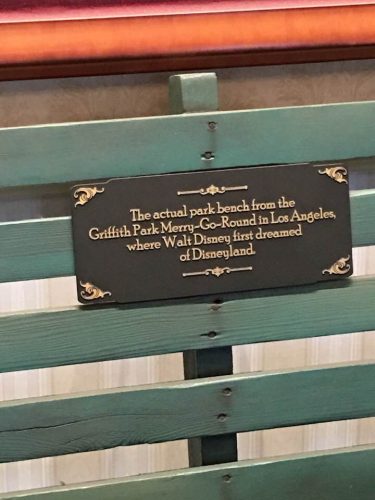 The actual park bench from the
Griffith Park Merry-Go-Round in Los Angeles,
where Walt Disney first dreamed
of Disneyland.